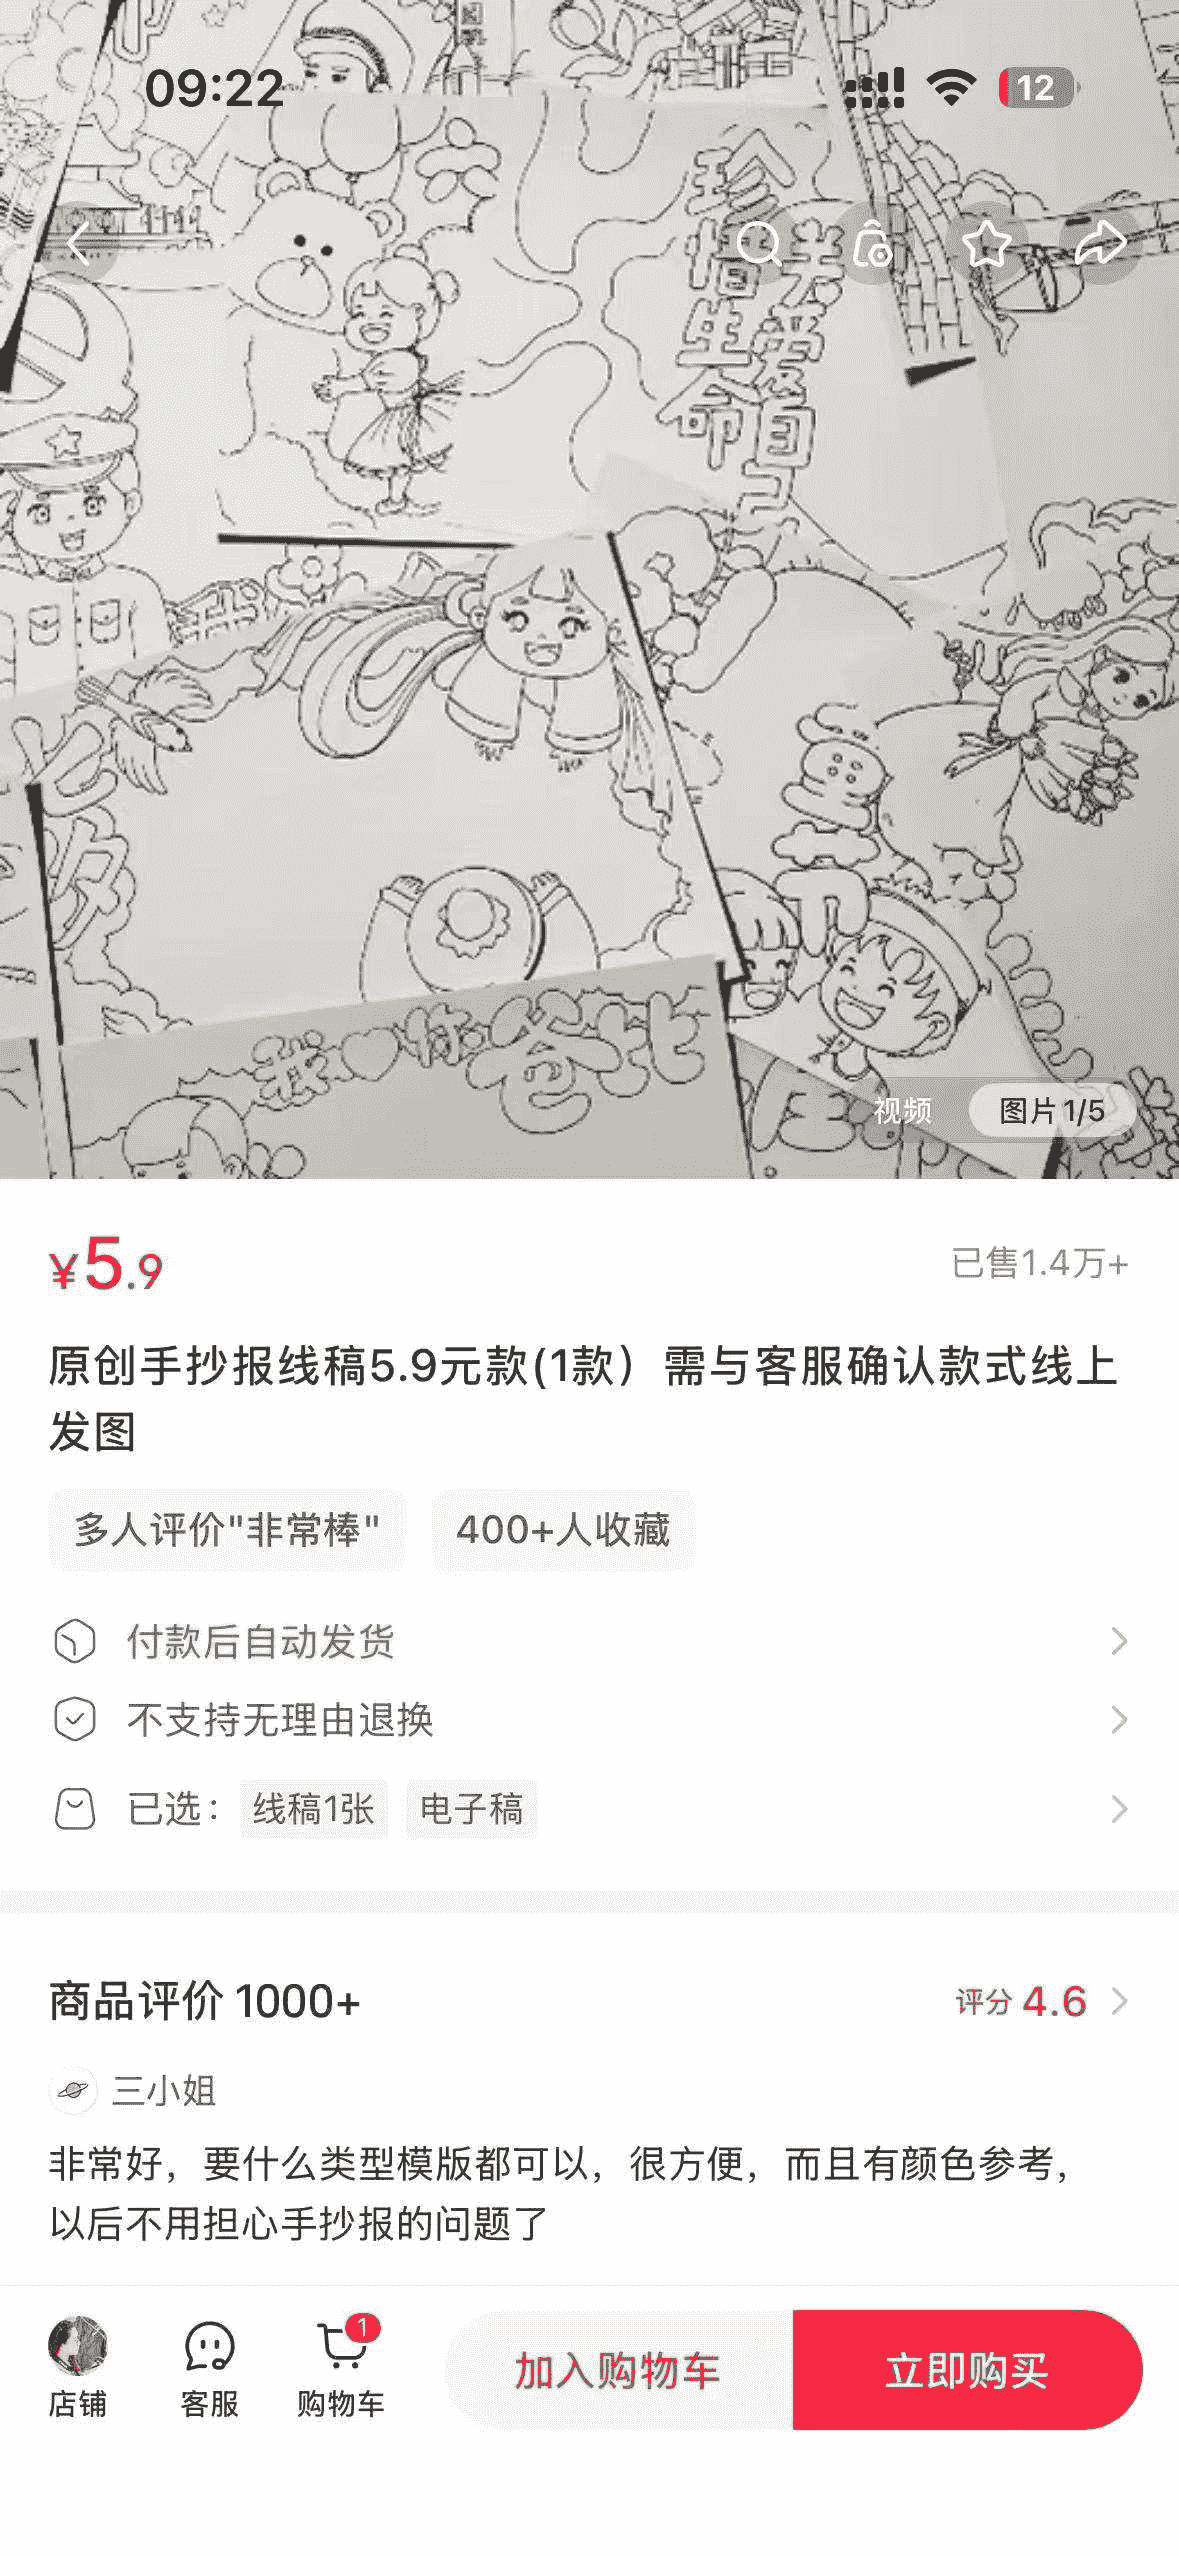 09:22
12
珍惜生命
关爱自己
我 你
视频
图片1/5
¥5.9
已售1.4万+
原创手抄报线稿5.9元款(1款）需与客服确认款式线上
发图
多人评价"非常棒"
400+人收藏
付款后自动发货
不支持无理由退换
已选：
线稿1张
电子稿
商品评价 1000+
评分 4.6
三小姐
非常好，要什么类型模版都可以，很方便，而且有颜色参考，
以后不用担心手抄报的问题了
店铺
客服
1
购物车
加入购物车
立即购买